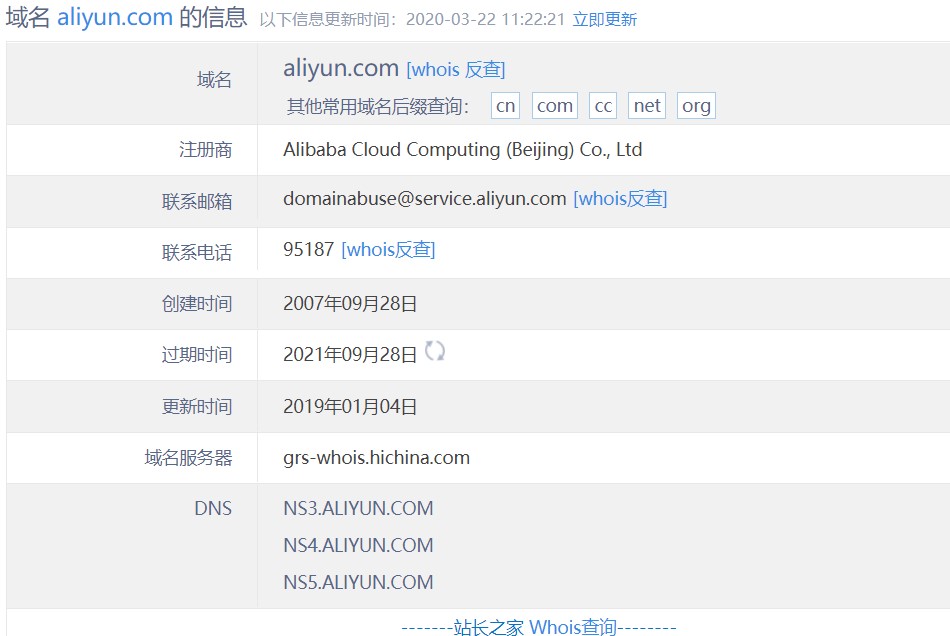 域名 aliyun.com 的信息 以下信息更新时间：2020-03-22 11:22:21 立即更新
域名 aliyun.com [whois 反查]
其他常用域名后缀查询： cn com cc net org
注册商 Alibaba Cloud Computing (Beijing) Co., Ltd
联系邮箱 domainabuse@service.aliyun.com [whois反查]
联系电话 95187 [whois反查]
创建时间 2007年09月28日
过期时间 2021年09月28日
更新时间 2019年01月04日
域名服务器 grs-whois.hichina.com
DNS NS3.ALIYUN.COM
NS4.ALIYUN.COM
NS5.ALIYUN.COM
-------站长之家 Whois查询--------